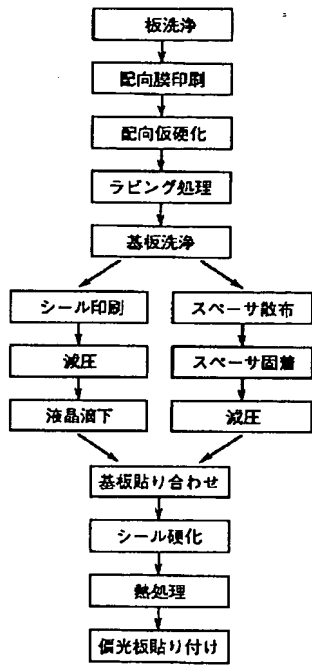 板洗浄
配向膜印刷
配向仮硬化
ラビング処理
基板洗浄
シール印刷
減圧
液晶滴下
スペーサ散布
スペーサ固着
減圧
基板貼り合わせ
シール硬化
熱処理
偏光板貼り付け